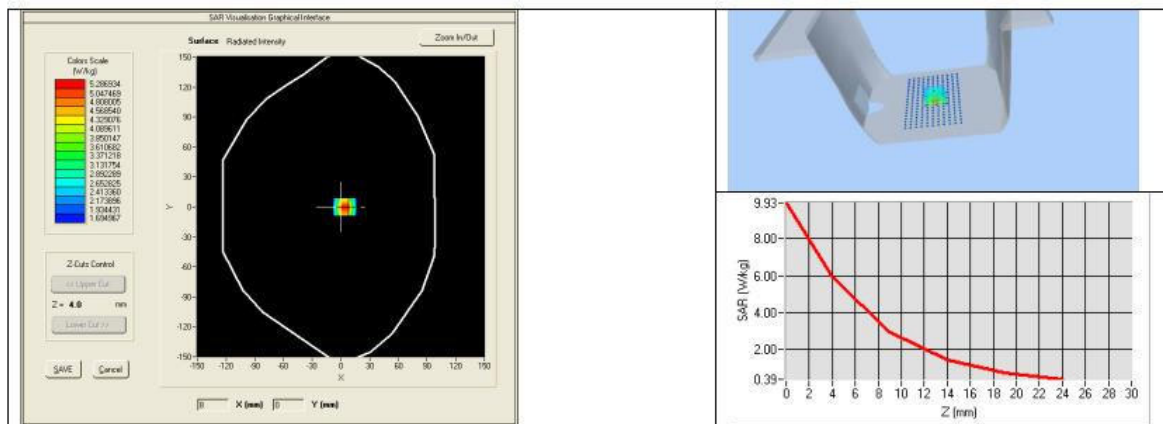 SAR Visualisation Graphical Interface
Surface Radiated Intensity
Zoom In/Out
Colors Scale
(W/kg)
5.286934
5.047469
4.808005
4.568540
4.329076
4.089611
3.850147
3.610682
3.371218
3.131754
2.892289
2.652825
2.413360
2.173896
1.934431
1.694967
Z-Cuts Control
<< Upper Cut
Z = 4.0 mm
Lower Cut >>
SAVE Cancel
150
120
90
60
30
0
-30
-60
-90
-120
-150
Y
-150 -120 -90 -60 -30 0 30 60 90 120 150
X
8 X (mm) 0 Y (mm)
9.93
8.00
6.00
4.00
2.00
0.39
SAR (W/kg)
0 2 4 6 8 10 12 14 16 18 20 22 24 26 28 30
Z (mm)